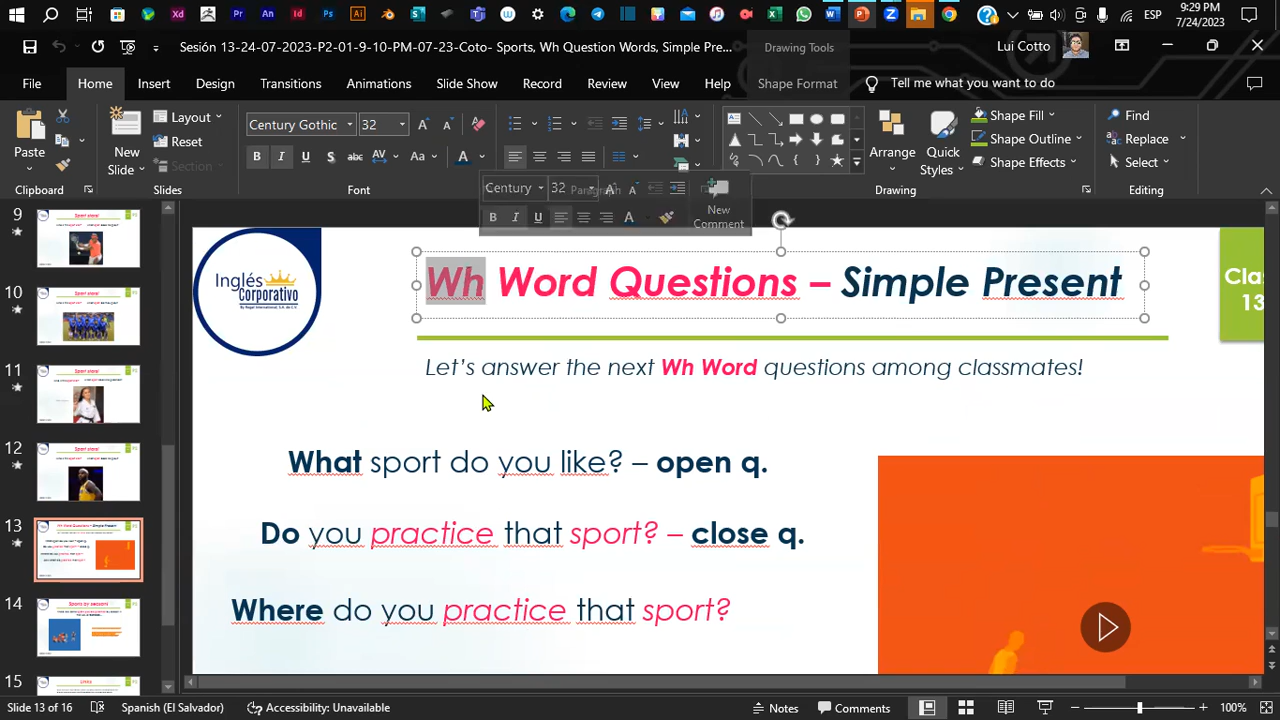 9:29 PM
ESP
7/24/2023
Sesión 13-24-07-2023-P2-01-9-10-PM-07-23-Coto- Sports, Wh Question Words, Simple Pre...
Drawing Tools
Lui Cotto
File
Home
Insert
Design
Transitions
Animations
Slide Show
Record
Review
View
Help
Shape Format
Tell me what you want to do
Paste
New Slide
Layout
Reset
Section
Century Gothic
32
Arrange
Quick Styles
Shape Fill
Shape Outline
Shape Effects
Find
Replace
Select
Clipboard
Slides
Font
Paragraph
Drawing
Editing
Century
32
New Comment
9
10
11
12
13
15
Inglés
Corporativo
Wh Word Questions – Simple Present
Let's answer the next Wh Word questions among classmates!
What sport do you like? – open q.
Do you practice that sport? – close q.
Where do you practice that sport?
Cla
13
Slide 13 of 16
Spanish (El Salvador)
Accessibility: Unavailable
Notes
Comments
100%